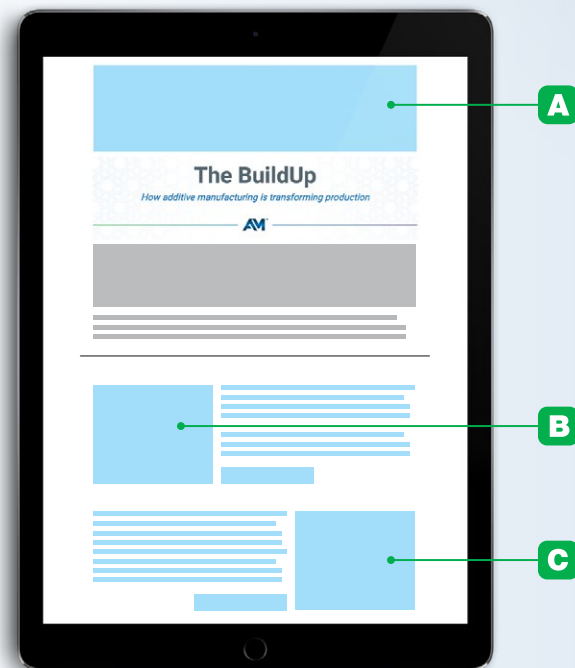 A
The BuildUp
How additive manufacturing is transforming production
AM
B
C